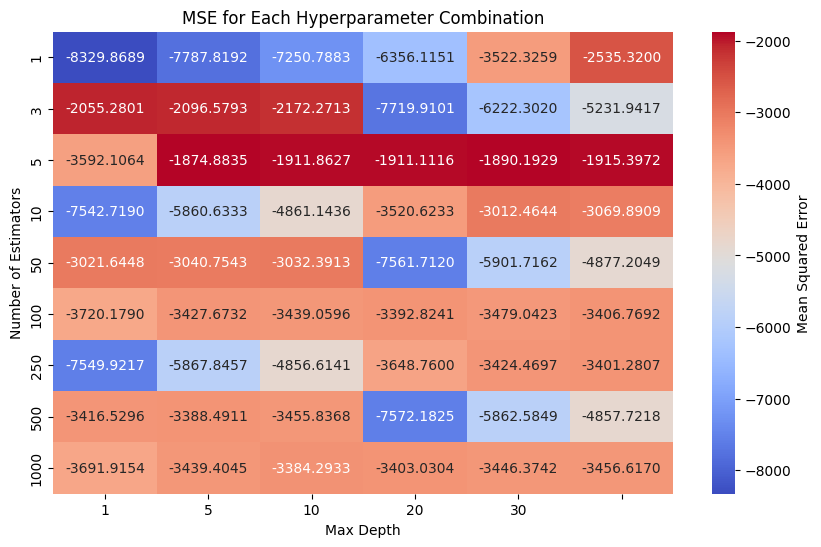 MSE for Each Hyperparameter Combination
1 -8329.8689 -7787.8192 -7250.7883 -6356.1151 -3522.3259 -2535.3200
3 -2055.2801 -2096.5793 -2172.2713 -7719.9101 -6222.3020 -5231.9417
5 -3592.1064 -1874.8835 -1911.8627 -1911.1116 -1890.1929 -1915.3972
10 -7542.7190 -5860.6333 -4861.1436 -3520.6233 -3012.4644 -3069.8909
50 -3021.6448 -3040.7543 -3032.3913 -7561.7120 -5901.7162 -4877.2049
100 -3720.1790 -3427.6732 -3439.0596 -3392.8241 -3479.0423 -3406.7692
250 -7549.9217 -5867.8457 -4856.6141 -3648.7600 -3424.4697 -3401.2807
500 -3416.5296 -3388.4911 -3455.8368 -7572.1825 -5862.5849 -4857.7218
1000 -3691.9154 -3439.4045 -3384.2933 -3403.0304 -3446.3742 -3456.6170
1 5 10 20 30
Max Depth
Number of Estimators
−2000
−3000
−4000
−5000
−6000
−7000
−8000
Mean Squared Error